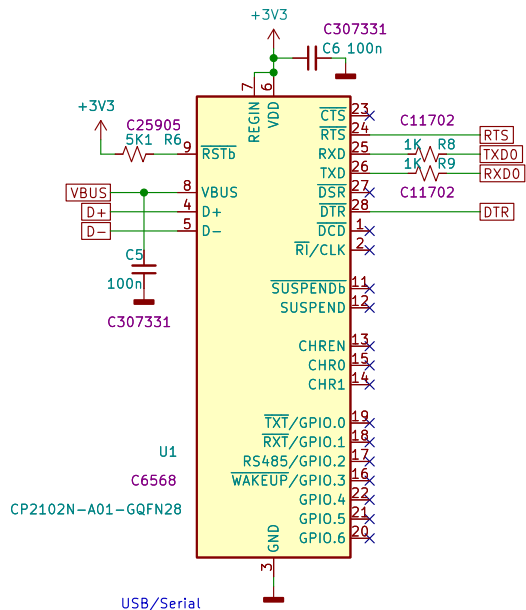 +3V3
C307331
C6 100n
7
6
REGIN
VDD
+3V3
C25905
5K1 R6
9
RSTb
VBUS
8
VBUS
D+
4
D+
D-
5
D-
C5
100n
C307331
CTS
23
RTS
24
C11702
RTS
RXD
25
1K R8
TXD0
TXD
26
1K R9
RXD0
DSR
27
C11702
DTR
28
DTR
DCD
1
RI/CLK
2
SUSPENDb
11
SUSPEND
12
CHREN
13
CHR0
15
CHR1
14
TXT/GPIO.0
19
RXT/GPIO.1
18
RS485/GPIO.2
17
WAKEUP/GPIO.3
16
GPIO.4
22
GPIO.5
21
GPIO.6
20
U1
C6568
CP2102N-A01-GQFN28
GND
3
USB/Serial